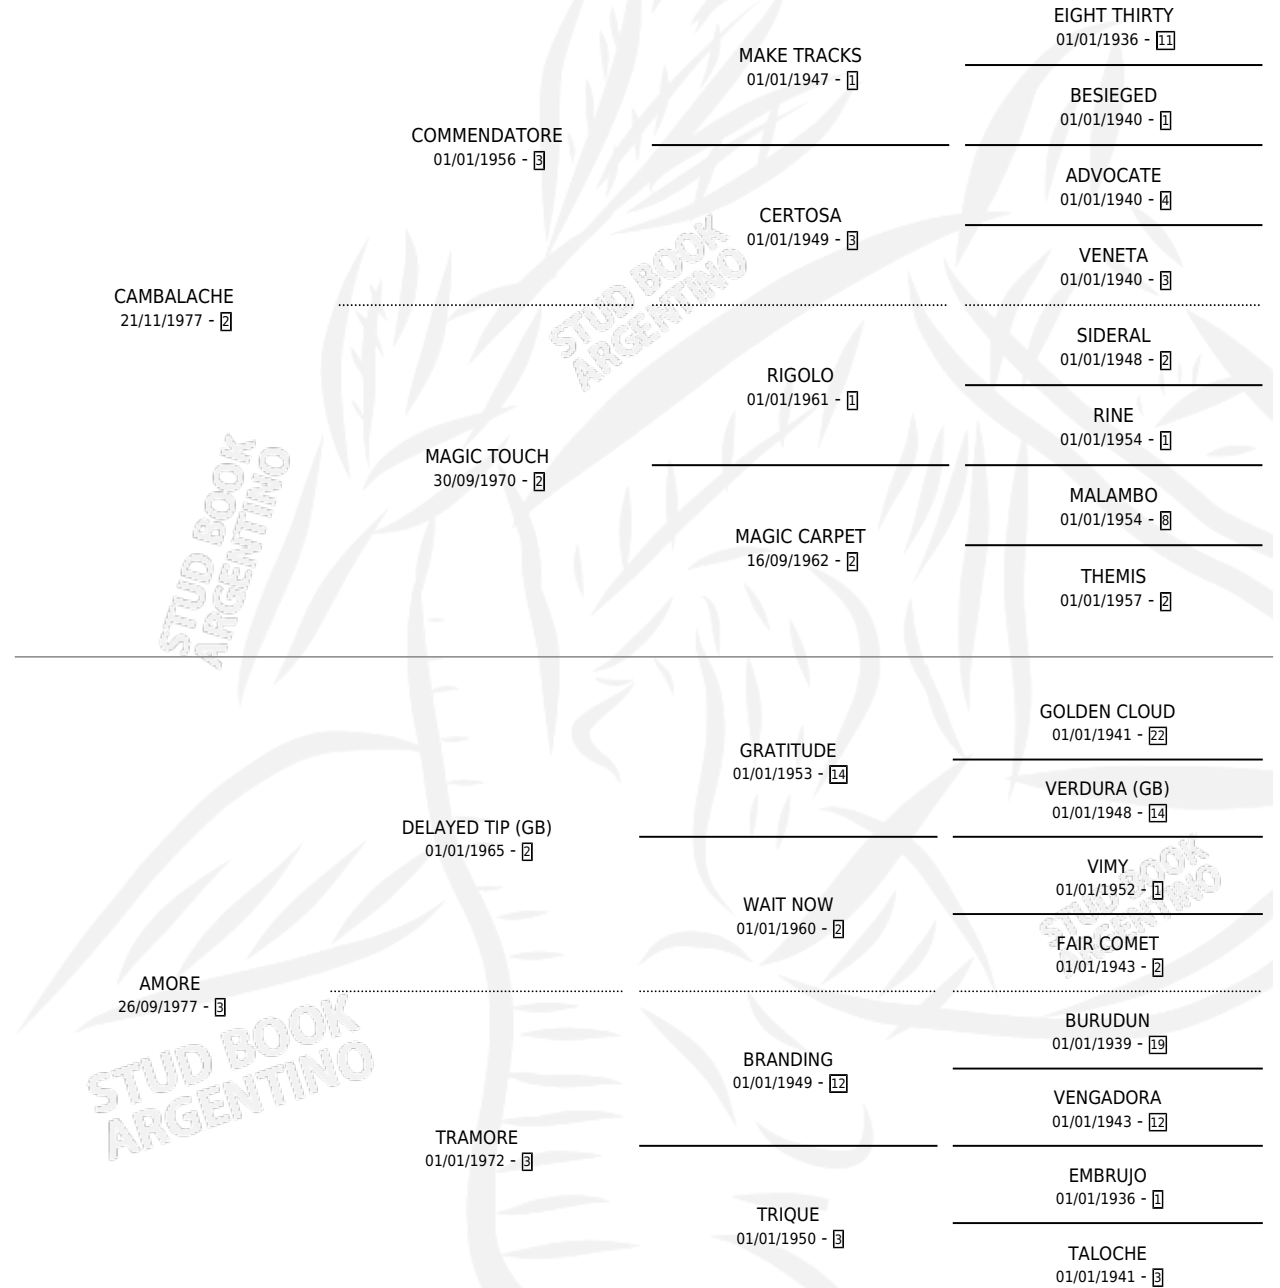 EIGHT THIRTY
01/01/1936 - 11
MAKE TRACKS
01/01/1947 - 1
BESIEGED
01/01/1940 - 1
COMMENDATORE
01/01/1956 - 3
ADVOCATE
01/01/1940 - 4
CERTOSA
01/01/1949 - 3
VENETA
01/01/1940 - 3
CAMBALACHE
21/11/1977 - 2
STUD BOOK
ARGENTINO
SIDERAL
01/01/1948 - 2
RIGOLO
01/01/1961 - 1
RINE
01/01/1954 - 1
MAGIC TOUCH
30/09/1970 - 2
MALAMBO
01/01/1954 - 8
MAGIC CARPET
16/09/1962 - 2
THEMIS
01/01/1957 - 2
STUD BOOK
ARGENTINO
GOLDEN CLOUD
01/01/1941 - 22
GRATITUDE
01/01/1953 - 14
VERDURA (GB)
01/01/1948 - 14
DELAYED TIP (GB)
01/01/1965 - 2
VIMY
01/01/1952 - 1
WAIT NOW
01/01/1960 - 2
FAIR COMET
01/01/1943 - 2
STUD BOOK
ARGENTINO
AMORE
26/09/1977 - 3
BURUDUN
01/01/1939 - 19
BRANDING
01/01/1949 - 12
VENGADORA
01/01/1943 - 12
STUD BOOK
ARGENTINO
TRAMORE
01/01/1972 - 3
EMBRUJO
01/01/1936 - 1
TRIQUE
01/01/1950 - 3
TALOCHE
01/01/1941 - 3